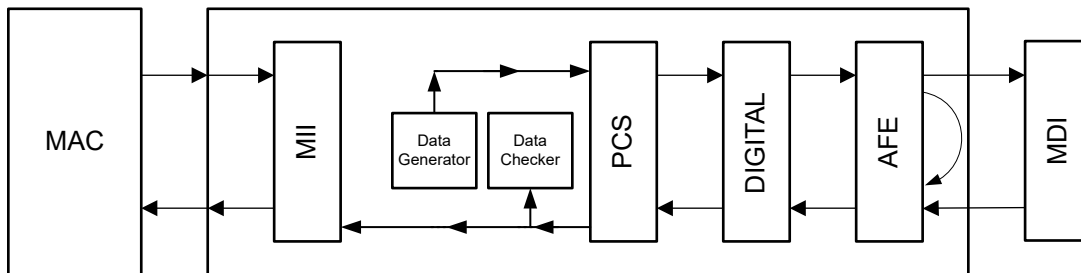 MAC
MII
Data
Generator
Data
Checker
PCS
DIGITAL
AFE
MDI